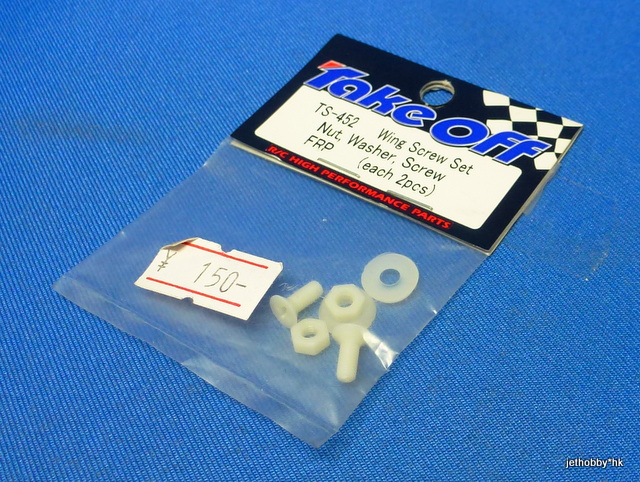 Take Off
TS-452 Wing Screw Set
Nut, Washer, Screw
FRP (each 2pcs)
R/C HIGH PERFORMANCE PARTS
¥ 150-
jethobby*hk